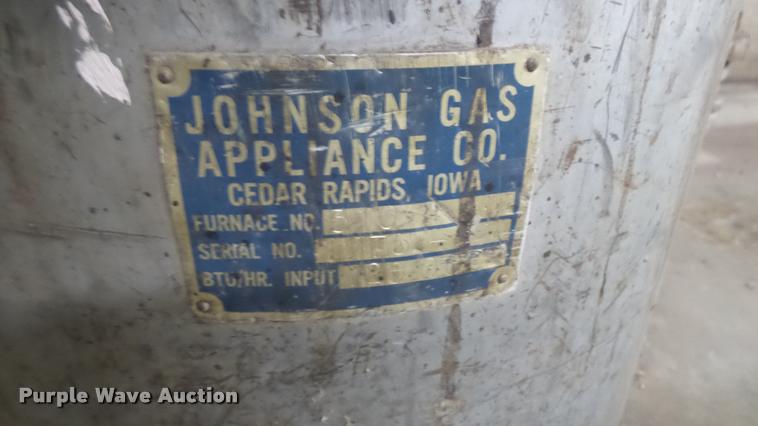 JOHNSON GAS
APPLIANCE CO.
CEDAR RAPIDS, IOWA
FURNACE NO.
SERIAL NO.
BTU/HR. INPUT
Purple Wave Auction